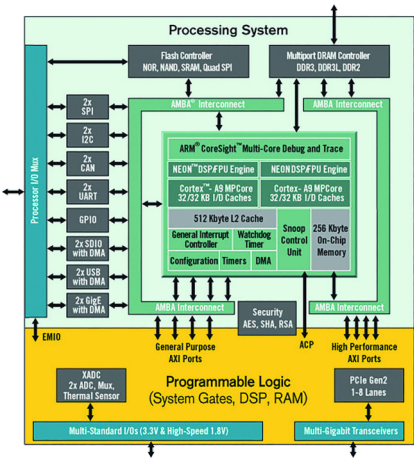 Processing System
Flash Controller
NOR, NAND, SRAM, Quad SPI
Multiport DRAM Controller
DDR3, DDR3L, DDR2
AMBA® Interconnect
AMBA Interconnect
Processor I/O Mux
2x
SPI
2x
I2C
2x
CAN
2x
UART
GPIO
2x SDIO
with DMA
2x USB
with DMA
2x GigE
with DMA
ARM® CoreSight™ Multi-Core Debug and Trace
NEON™ DSP/FPU Engine
NEON DSP/FPU Engine
Cortex™- A9 MPCore
32/32 KB I/D Caches
Cortex- A9 MPCore
32/32 KB I/D Caches
512 Kbyte L2 Cache
General Interrupt
Controller
Watchdog
Timer
Configuration
Timers
DMA
Snoop
Control
Unit
256 Kbyte
On-Chip
Memory
AMBA Interconnect
Security
AES, SHA, RSA
AMBA Interconnect
EMIO
General Purpose
AXI Ports
ACP
High Performance
AXI Ports
XADC
2x ADC, Mux,
Thermal Sensor
Programmable Logic
(System Gates, DSP, RAM)
PCIe Gen2
1-8 Lanes
Multi-Standard I/Os (3.3V & High-Speed 1.8V)
Multi-Gigabit Transceivers